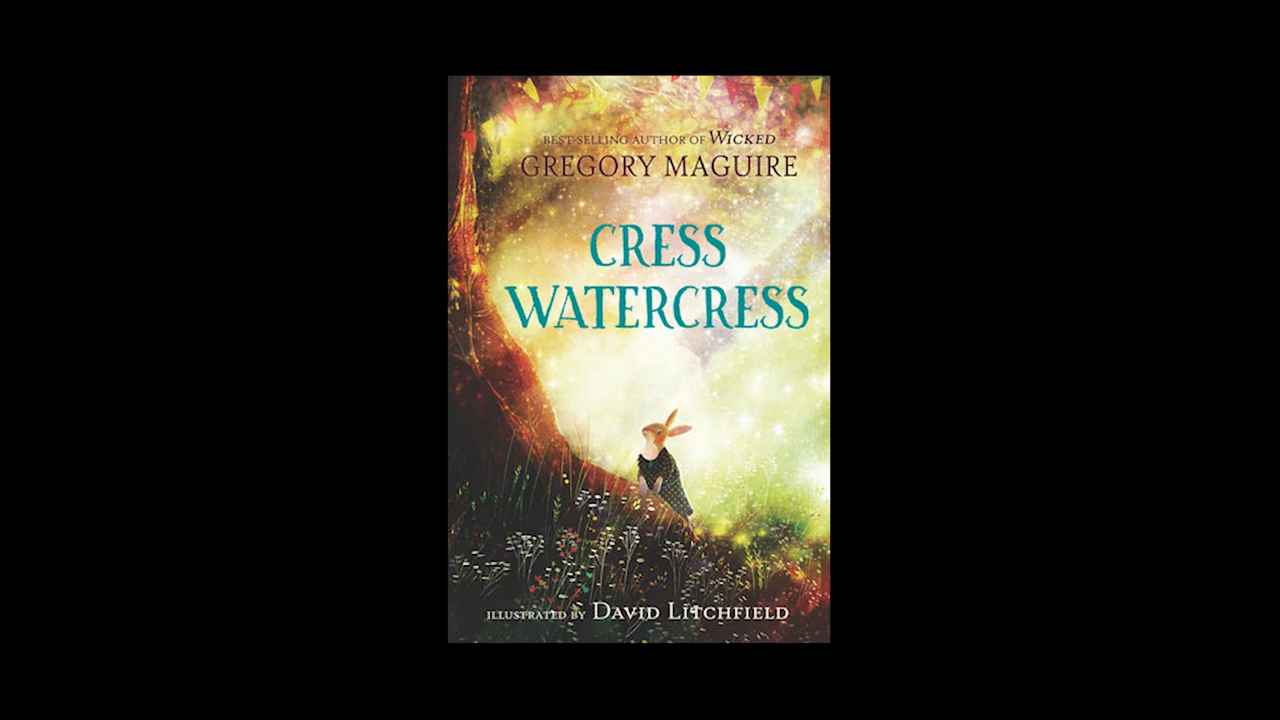 BEST-SELLING AUTHOR OF WICKED
GREGORY MAGUIRE
CRESS
WATERCRESS
ILLUSTRATED BY DAVID LITCHFIELD